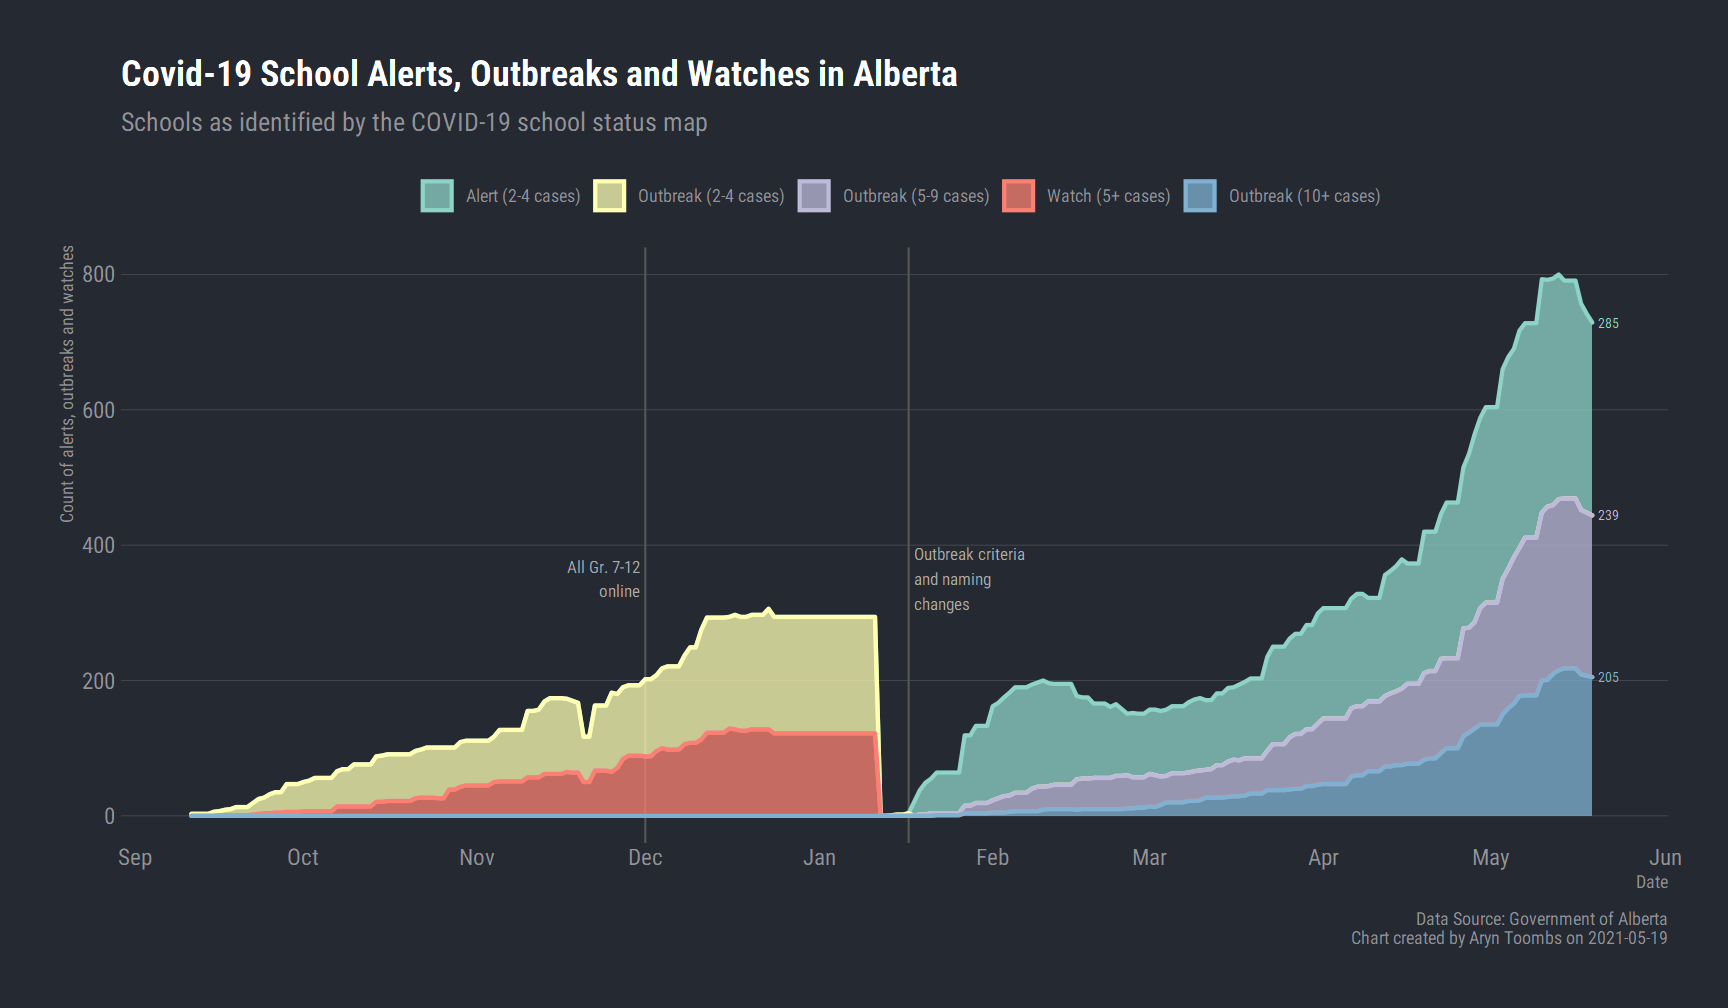 Covid-19 School Alerts, Outbreaks and Watches in Alberta
Schools as identified by the COVID-19 school status map
Alert (2-4 cases)
Outbreak (2-4 cases)
Outbreak (5-9 cases)
Watch (5+ cases)
Outbreak (10+ cases)
Count of alerts, outbreaks and watches
800
600
400
200
0
All Gr. 7-12
online
Outbreak criteria
and naming
changes
285
239
205
Sep
Oct
Nov
Dec
Jan
Feb
Mar
Apr
May
Jun
Date
Data Source: Government of Alberta
Chart created by Aryn Toombs on 2021-05-19